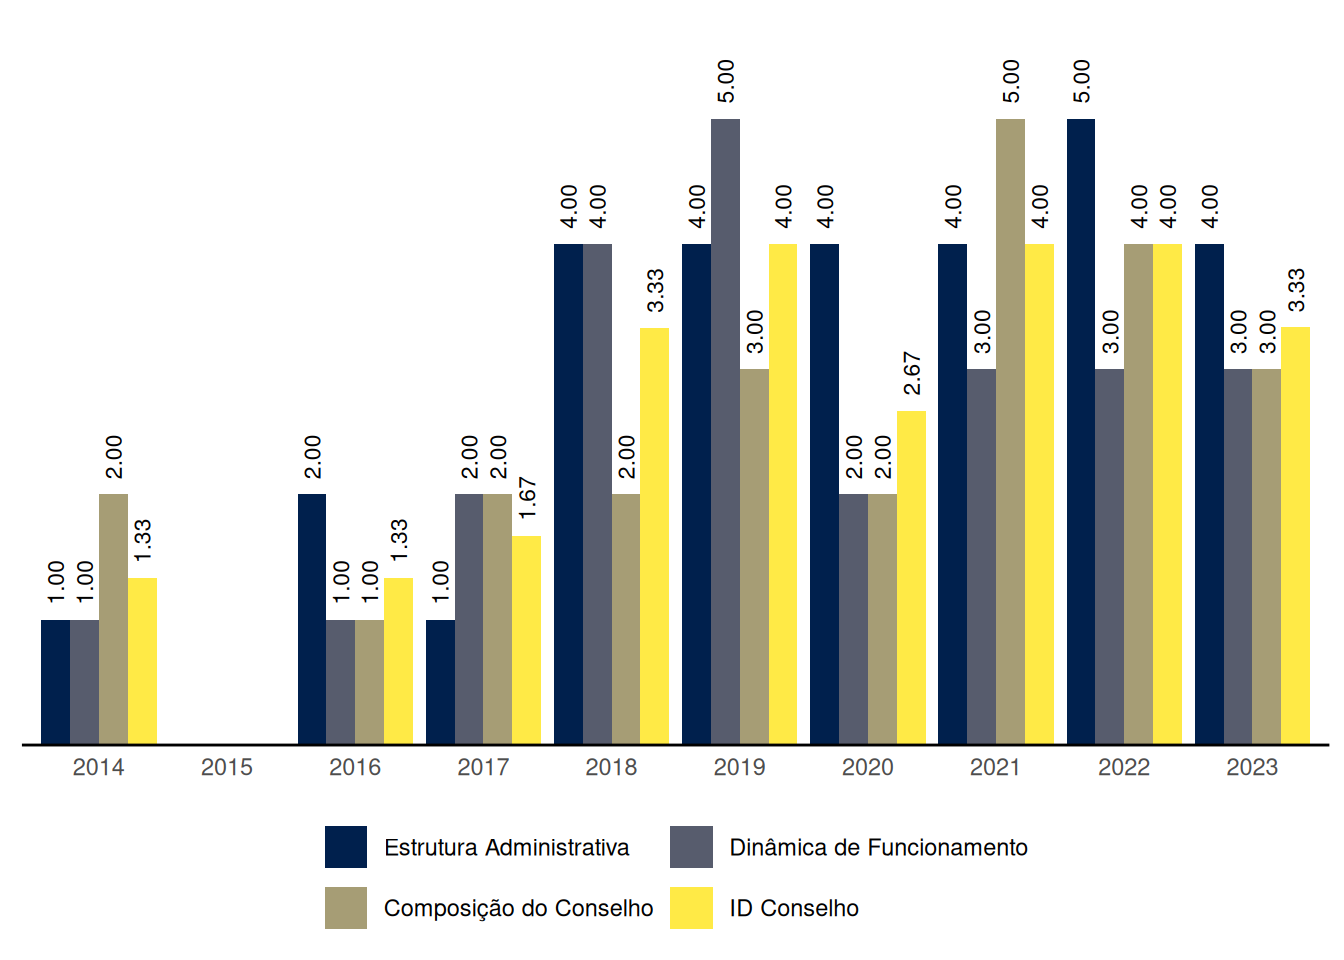 5.00 5.00 5.00
4.00 4.00 4.00 4.00 4.00 4.00 4.00 4.00 4.00 4.00
3.33 3.00 3.00 3.00 3.00 3.00 3.33
2.00 2.00 2.00 2.00 2.00 2.00 2.00 2.67
1.33 1.33 1.67
1.00 1.00 1.00 1.00 1.00
2014 2015 2016 2017 2018 2019 2020 2021 2022 2023
Estrutura Administrativa Dinâmica de Funcionamento
Composição do Conselho ID Conselho